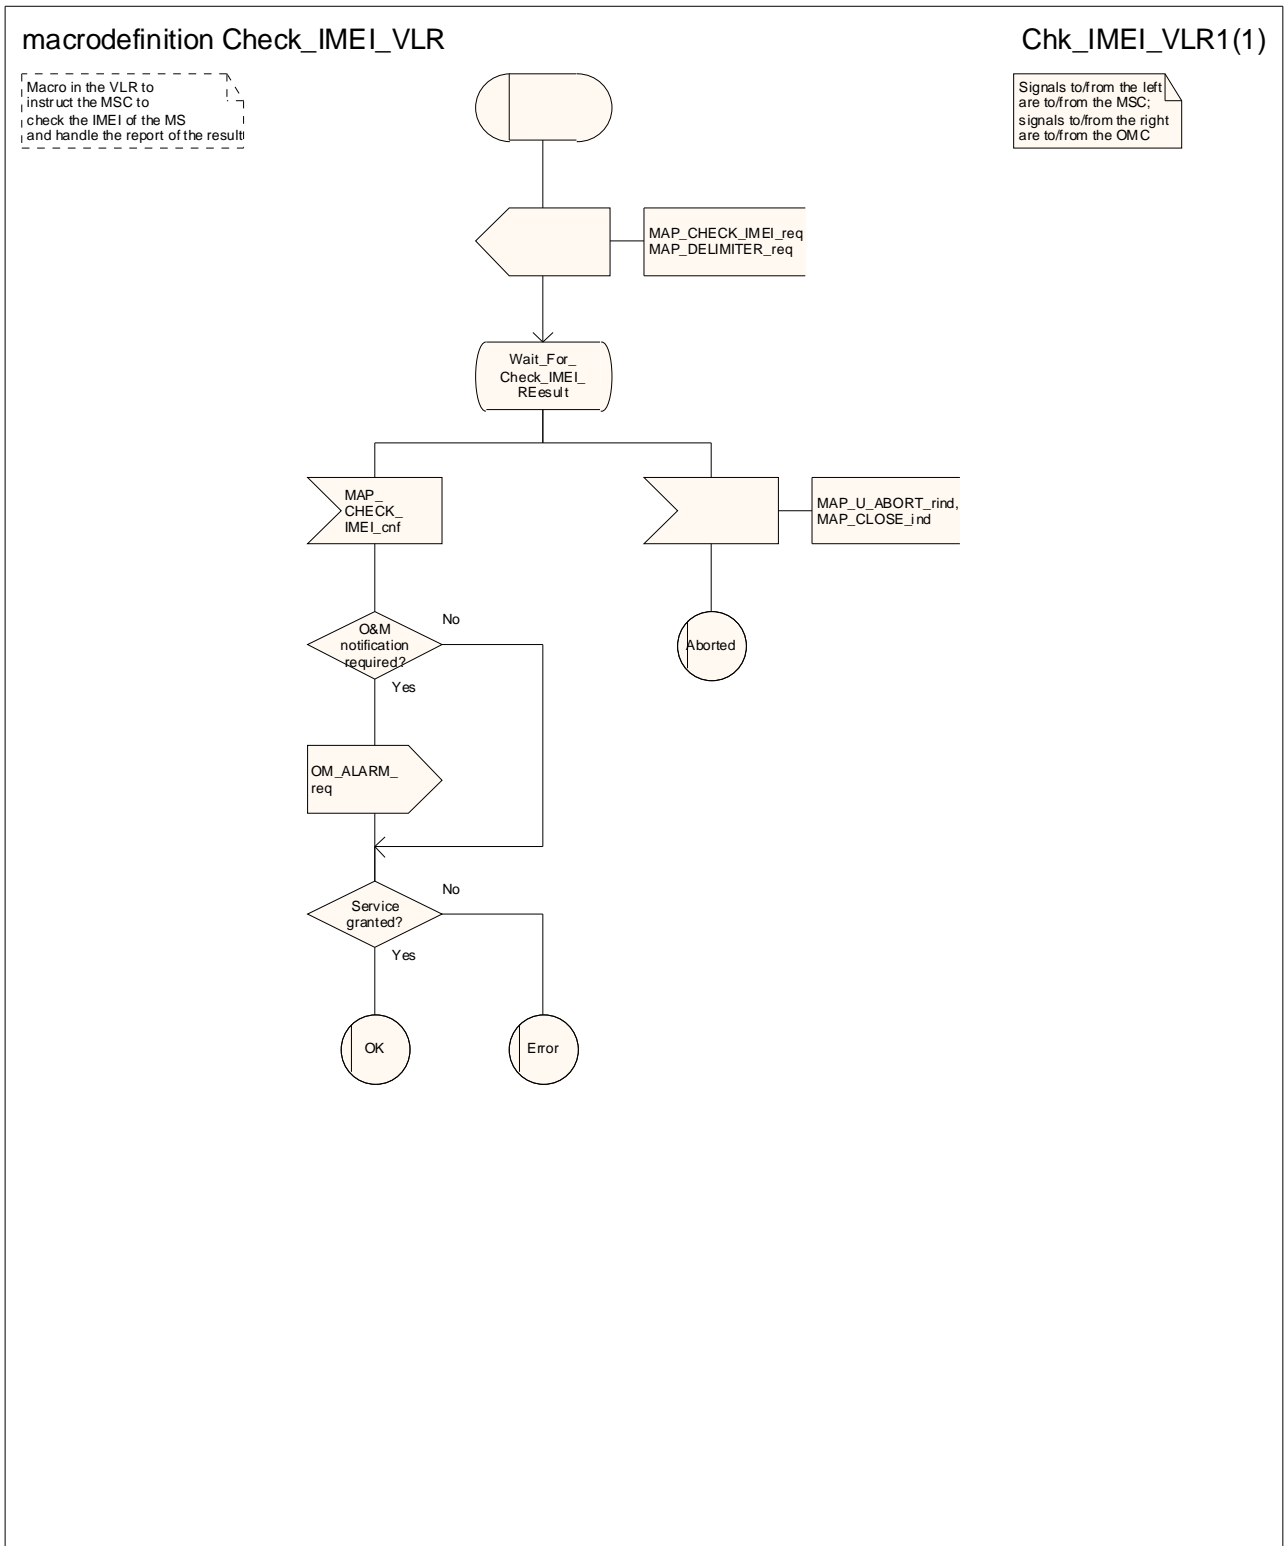 macrodefinition Check_IMEI_VLR
Chk_IMEI_VLR1(1)
Macro in the VLR to
instruct the MSC to
check the IMEI of the MS
and handle the report of the result
Signals to/from the left
are to/from the MSC;
signals to/from the right
are to/from the OMC
MAP_CHECK_IMEI_req
MAP_DELIMITER_req
Wait_For_
Check_IMEI_
REesult
MAP_
CHECK_
IMEI_cnf
MAP_U_ABORT_rind,
MAP_CLOSE_ind
O&M
notification
required?
No
Yes
Aborted
OM_ALARM_
req
Service
granted?
No
Yes
OK
Error